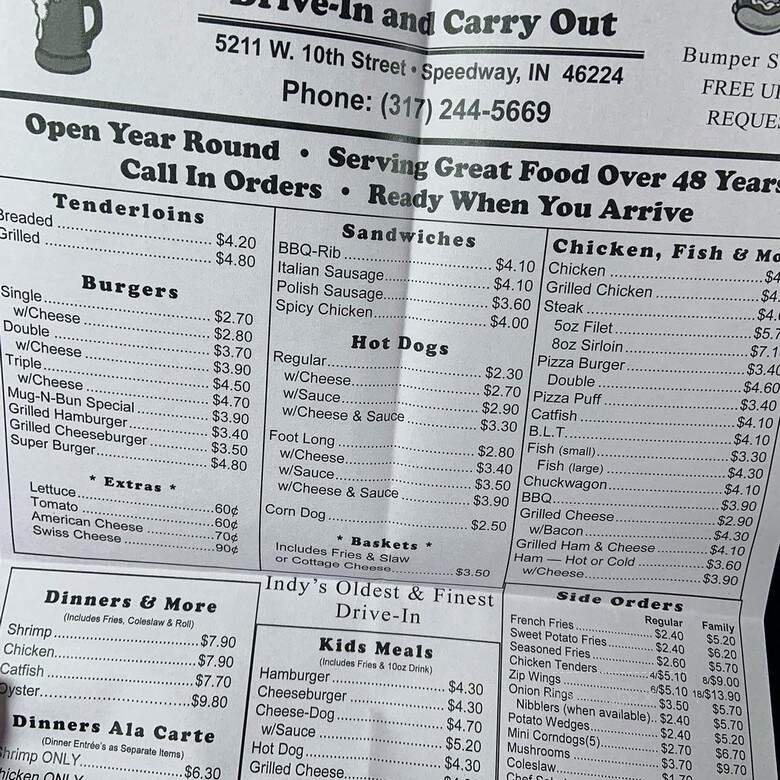 Drive-In and Carry Out
5211 W. 10th Street • Speedway, IN 46224
Phone: (317) 244-5669
Bumper S
FREE U
REQUE
Open Year Round • Serving Great Food Over 48 Years
Call In Orders • Ready When You Arrive
Tenderloins
Breaded $4.20
Grilled $4.80
Burgers
Single $2.70
w/Cheese $2.80
Double $3.70
w/Cheese $3.90
Triple $4.50
w/Cheese $4.70
Mug-N-Bun Special $3.90
Grilled Hamburger $3.40
Grilled Cheeseburger $3.50
Super Burger $4.80
* Extras *
Lettuce 60¢
Tomato 60¢
American Cheese 70¢
Swiss Cheese 90¢
Sandwiches
BBQ-Rib $4.10
Italian Sausage $4.10
Polish Sausage $3.60
Spicy Chicken $4.00
Hot Dogs
Regular $2.30
w/Cheese $2.70
w/Sauce $2.90
w/Cheese & Sauce $3.30
Foot Long $2.80
w/Cheese $3.40
w/Sauce $3.50
w/Cheese & Sauce $3.90
Corn Dog $2.50
* Baskets *
Includes Fries & Slaw
or Cottage Cheese $3.50
Chicken, Fish & Mo
Chicken $4
Grilled Chicken $4.
Steak $4.
5oz Filet $5.7
8oz Sirloin $7.1
Pizza Burger $3.40
Double $4.60
Pizza Puff $3.40
Catfish $4.10
B.L.T. $4.10
Fish (small) $3.30
Fish (large) $4.30
Chuckwagon $4.10
BBQ $3.90
Grilled Cheese $2.90
w/Bacon $4.30
Grilled Ham & Cheese $4.10
Ham — Hot or Cold $3.60
w/Cheese $3.90
Dinners & More
(Includes Fries, Coleslaw & Roll)
Shrimp $7.90
Chicken $7.90
Catfish $7.70
Oyster $9.80
Dinners Ala Carte
(Dinner Entrée's as Separate Items)
Shrimp ONLY $6.30
Chicken ONLY
Indy's Oldest & Finest
Drive-In
Kids Meals
(Includes Fries & 10oz Drink)
Hamburger $4.30
Cheeseburger $4.30
Cheese-Dog $4.70
w/Sauce $5.20
Hot Dog $4.30
Grilled Cheese
Side Orders
Regular Family
French Fries $2.40 $5.20
Sweet Potato Fries $2.40 $6.20
Seasoned Fries $2.60 $5.70
Chicken Tenders 4/$5.10 8/$9.00
Zip Wings 6/$5.10 18/$13.90
Onion Rings $3.50 $5.70
Nibblers (when available) $2.40 $5.70
Potato Wedges $2.40 $5.20
Mini Corndogs(5) $2.70 $6.70
Mushrooms $3.70 $9.70
Coleslaw